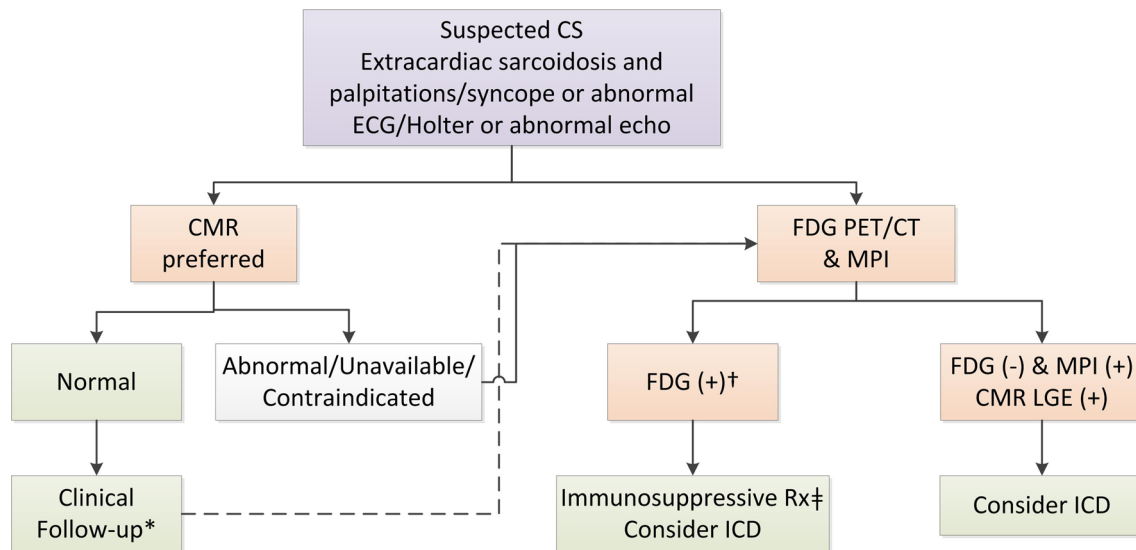 Suspected CS
Extracardiac sarcoidosis and
palpitations/syncope or abnormal
ECG/Holter or abnormal echo
CMR
preferred
FDG PET/CT
& MPI
Normal
Abnormal/Unavailable/
Contraindicated
FDG (+)†
FDG (-) & MPI (+)
CMR LGE (+)
Clinical
Follow-up*
Immunosuppressive Rx‡
Consider ICD
Consider ICD